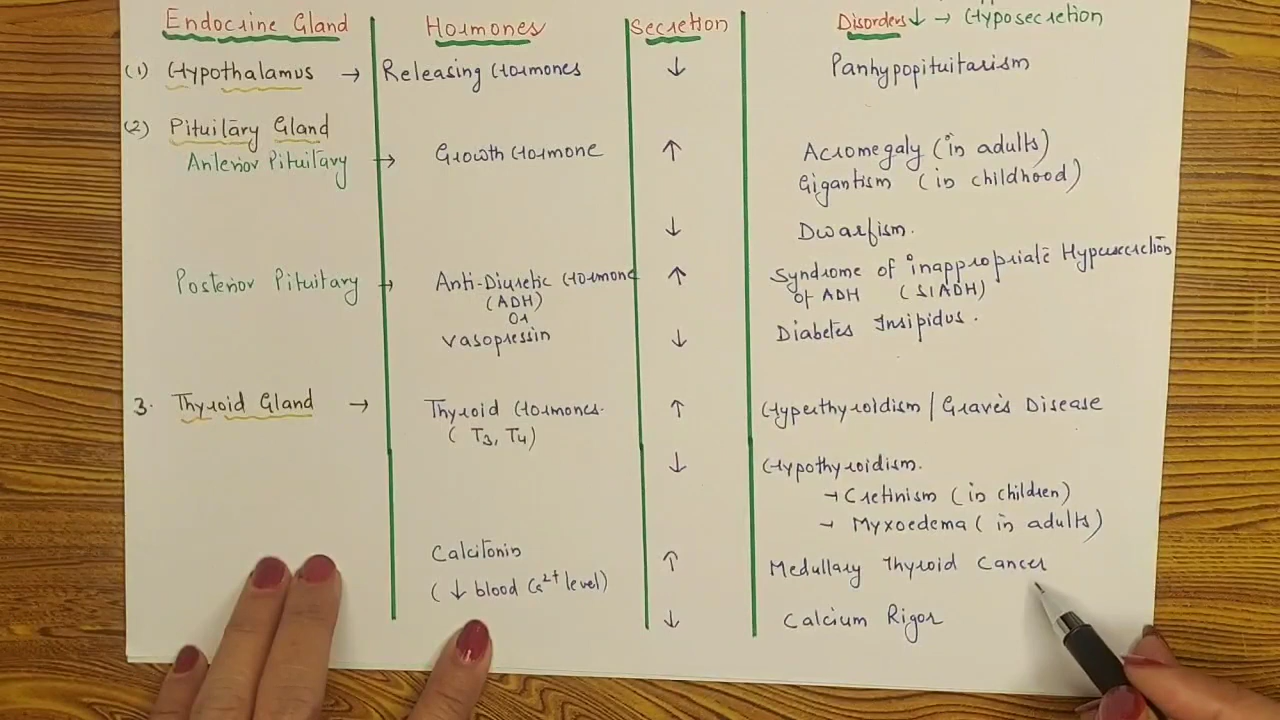 Endocrine Gland Hormones Secretion Disorders ↓ → Hyposecretion
(1) Hypothalamus → Releasing Hormones ↓ Panhypopituitarism
(2) Pituitary Gland
Anterior Pituitary → Growth Hormone ↑ Acromegaly (in adults)
Gigantism (in childhood)
↓ Dwarfism.
Posterior Pituitary → Anti-Diuretic Hormone ↑ Syndrome of inappropriate Hypersecretion
(ADH) of ADH (SIADH)
Or
Vasopressin ↓ Diabetes Insipidus.
3. Thyroid Gland → Thyroid Hormones. ↑ Hyperthyroidism / Grave's Disease
(T3, T4)
↓ Hypothyroidism.
→ Cretinism (in children)
→ Myxoedema (in adults)
Calcitonin ↑ Medullary Thyroid Cancer
(↓ blood Ca2+ level)
↓ Calcium Rigor